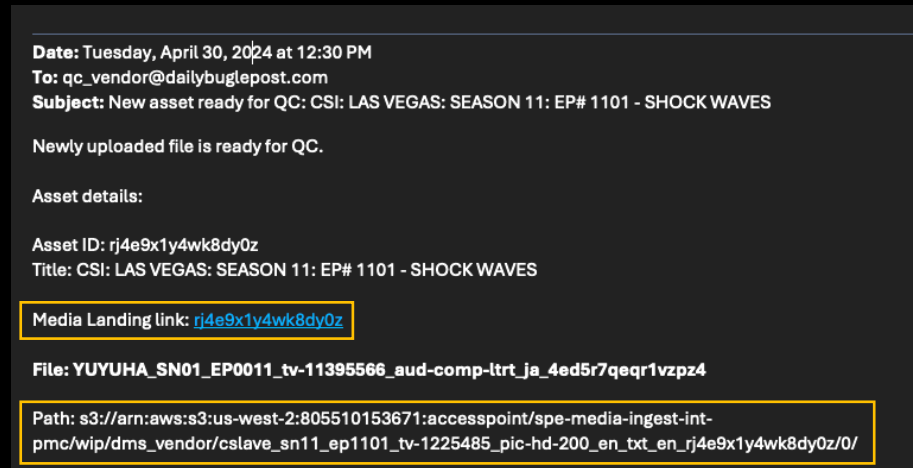 Date: Tuesday, April 30, 2024 at 12:30 PM
To: qc_vendor@dailybuglepost.com
Subject: New asset ready for QC: CSI: LAS VEGAS: SEASON 11: EP# 1101 - SHOCK WAVES
Newly uploaded file is ready for QC.
Asset details:
Asset ID: rj4e9x1y4wk8dy0z
Title: CSI: LAS VEGAS: SEASON 11: EP# 1101 - SHOCK WAVES
Media Landing link: rj4e9x1y4wk8dy0z
File: YUYUHA_SN01_EP0011_tv-11395566_aud-comp-ltrt_ja_4ed5r7qeqr1vzpz4
Path: s3://arn:aws:s3:us-west-2:805510153671:accesspoint/spe-media-ingest-int-
pmc/wip/dms_vendor/cslave_sn11_ep1101_tv-1225485_pic-hd-200_en_txt_en_rj4e9x1y4wk8dy0z/0/